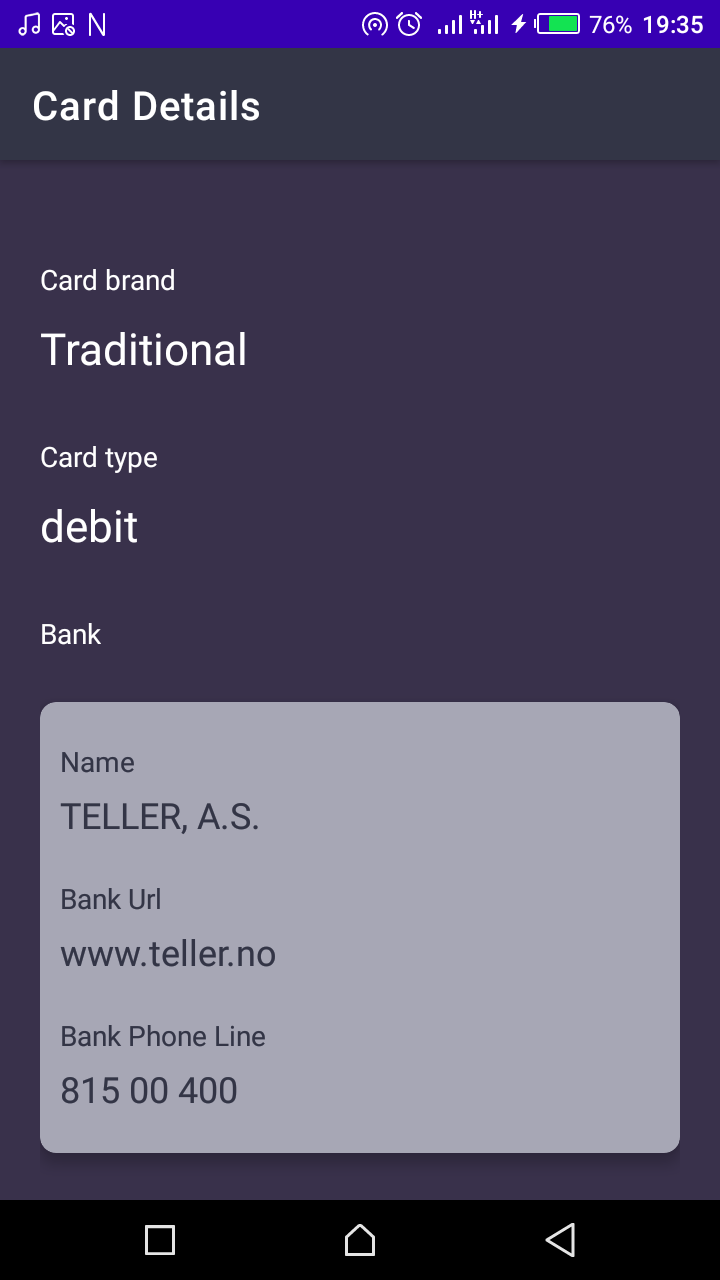 H+ 76% 19:35
Card Details
Card brand
Traditional
Card type
debit
Bank
Name
TELLER, A.S.
Bank Url
www.teller.no
Bank Phone Line
815 00 400